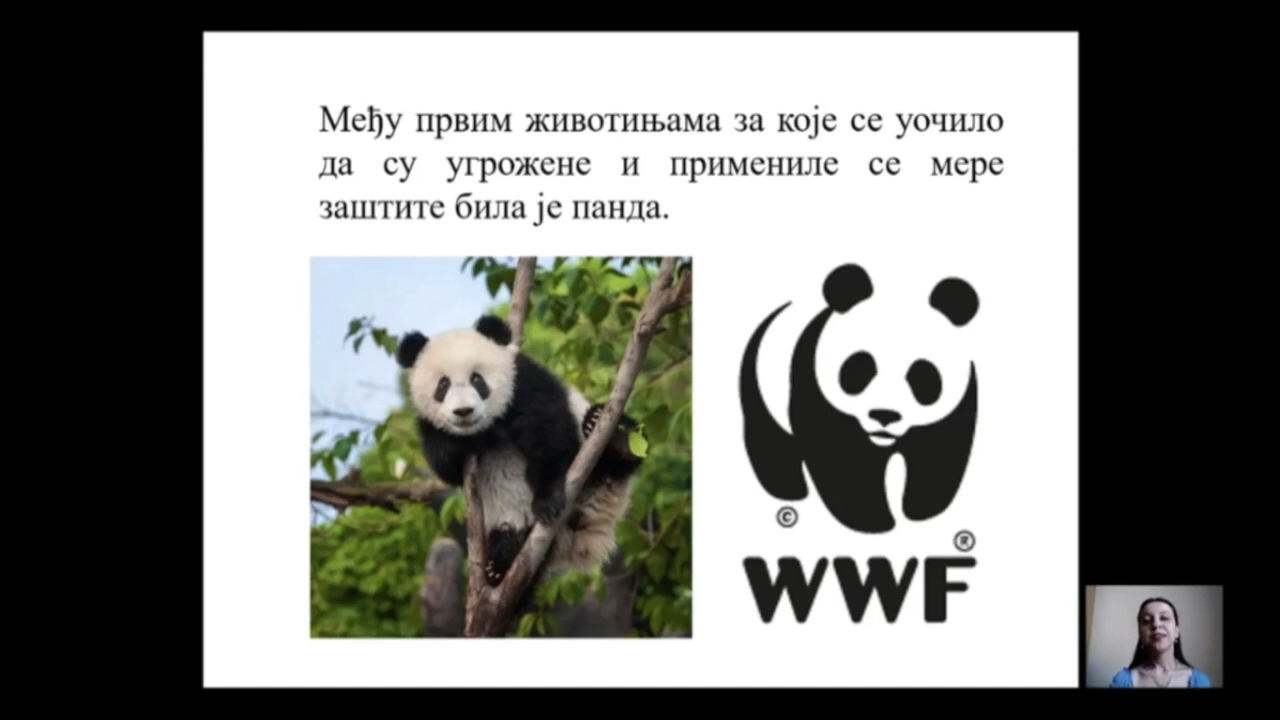 Међу првим животињама за које се уочило
да су угрожене и примениле се мере
заштите била је панда.
©
®
WWF